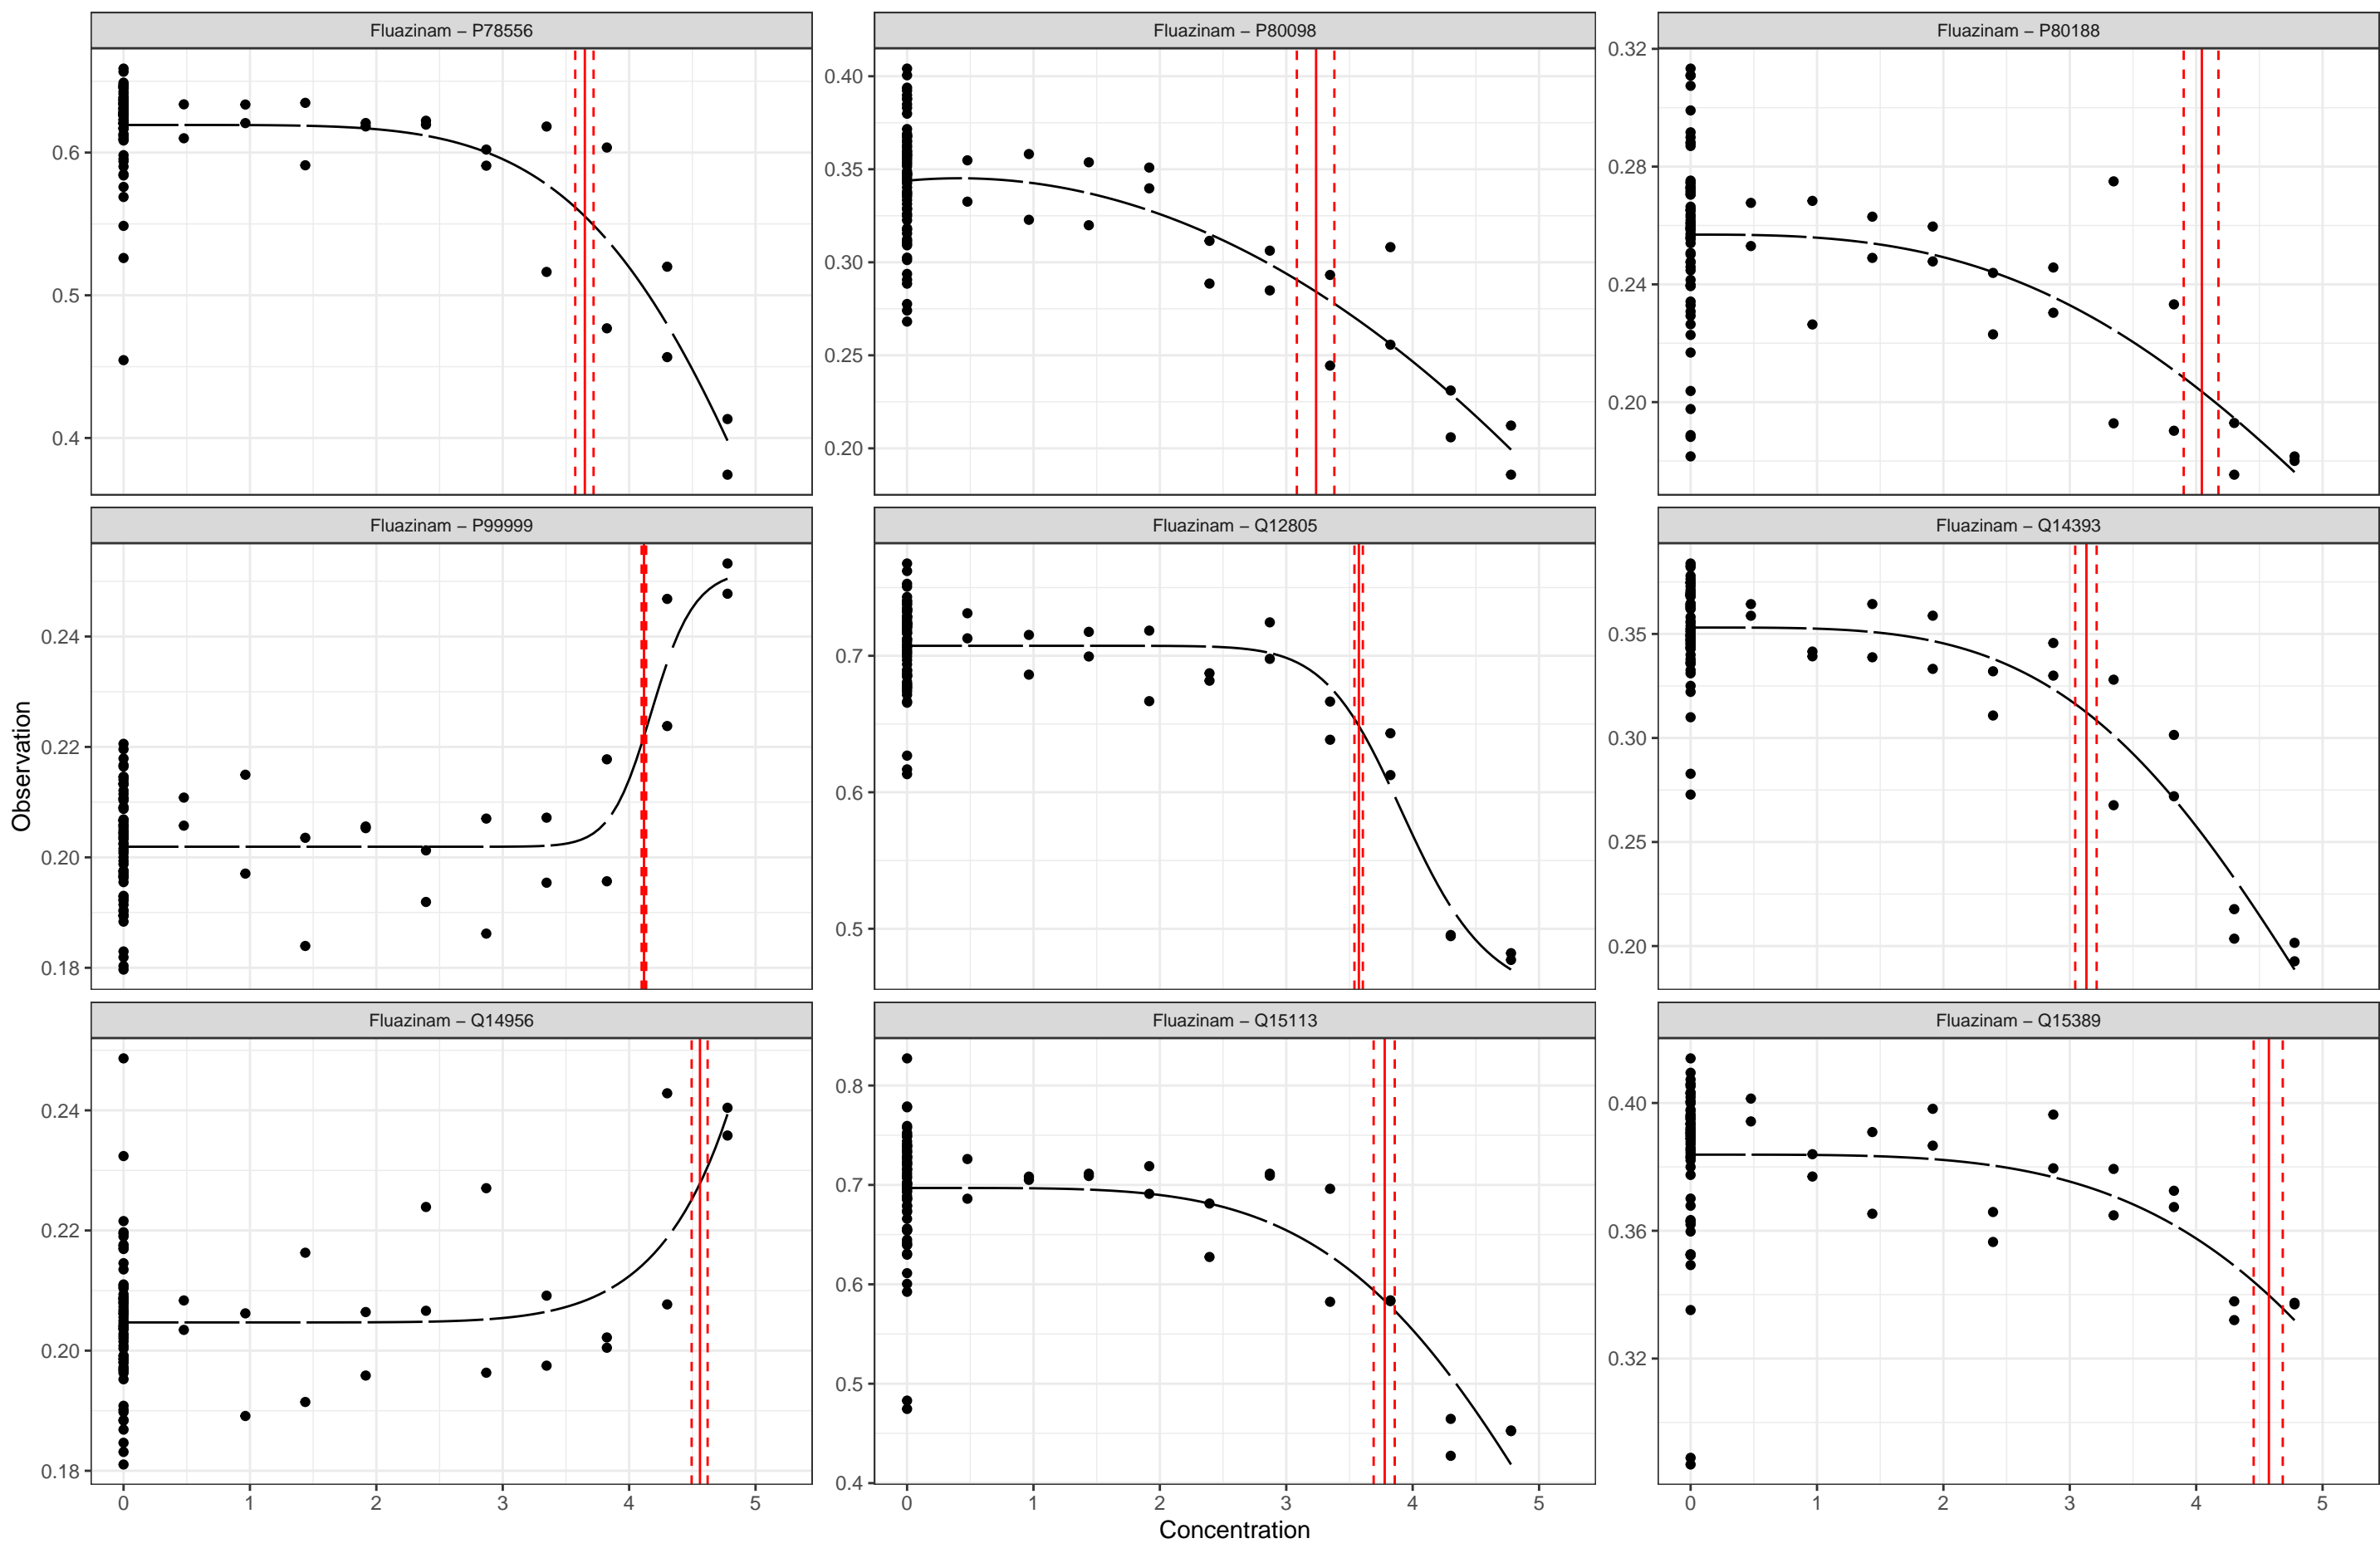 Fluazinam – P78556
Fluazinam – P80098
Fluazinam – P80188
0.6
0.5
0.4
0.40
0.35
0.30
0.25
0.20
0.32
0.28
0.24
0.20
Fluazinam – P99999
Fluazinam – Q12805
Fluazinam – Q14393
0.24
0.22
0.20
0.18
0.7
0.6
0.5
0.35
0.30
0.25
0.20
Fluazinam – Q14956
Fluazinam – Q15113
Fluazinam – Q15389
0.24
0.22
0.20
0.18
0.8
0.7
0.6
0.5
0.4
0.40
0.36
0.32
0 1 2 3 4 5
0 1 2 3 4 5
0 1 2 3 4 5
Observation
Concentration